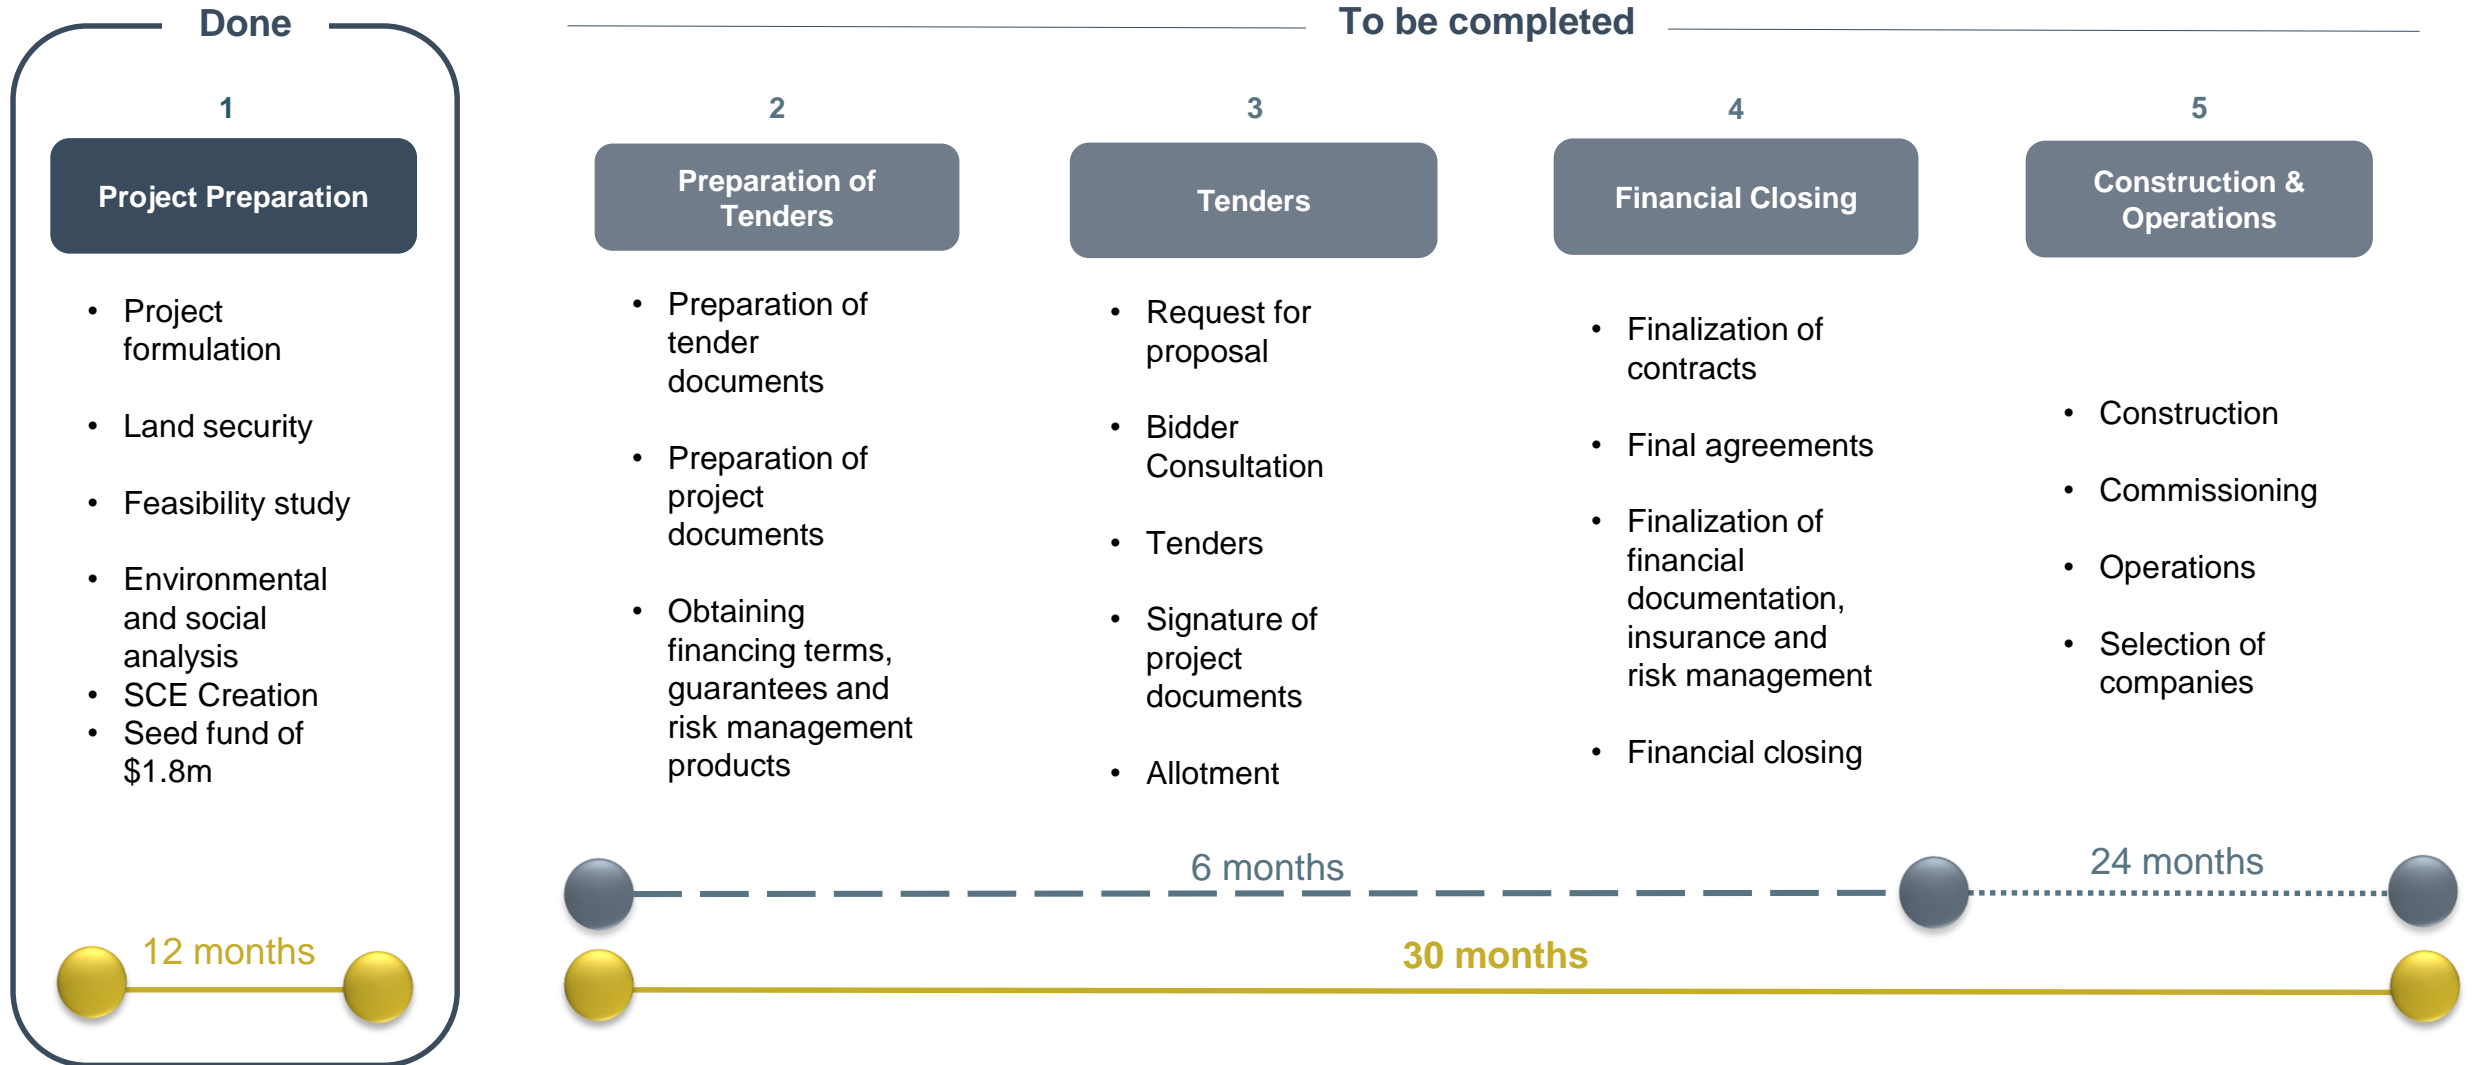 Done
To be completed
1
Project Preparation
• Project
formulation
• Land security
• Feasibility study
• Environmental
and social
analysis
• SCE Creation
• Seed fund of
$1.8m
12 months
2
Preparation of
Tenders
• Preparation of
tender
documents
• Preparation of
project
documents
• Obtaining
financing terms,
guarantees and
risk management
products
3
Tenders
• Request for
proposal
• Bidder
Consultation
• Tenders
• Signature of
project
documents
• Allotment
4
Financial Closing
• Finalization of
contracts
• Final agreements
• Finalization of
financial
documentation,
insurance and
risk management
• Financial closing
5
Construction &
Operations
• Construction
• Commissioning
• Operations
• Selection of
companies
6 months
24 months
30 months